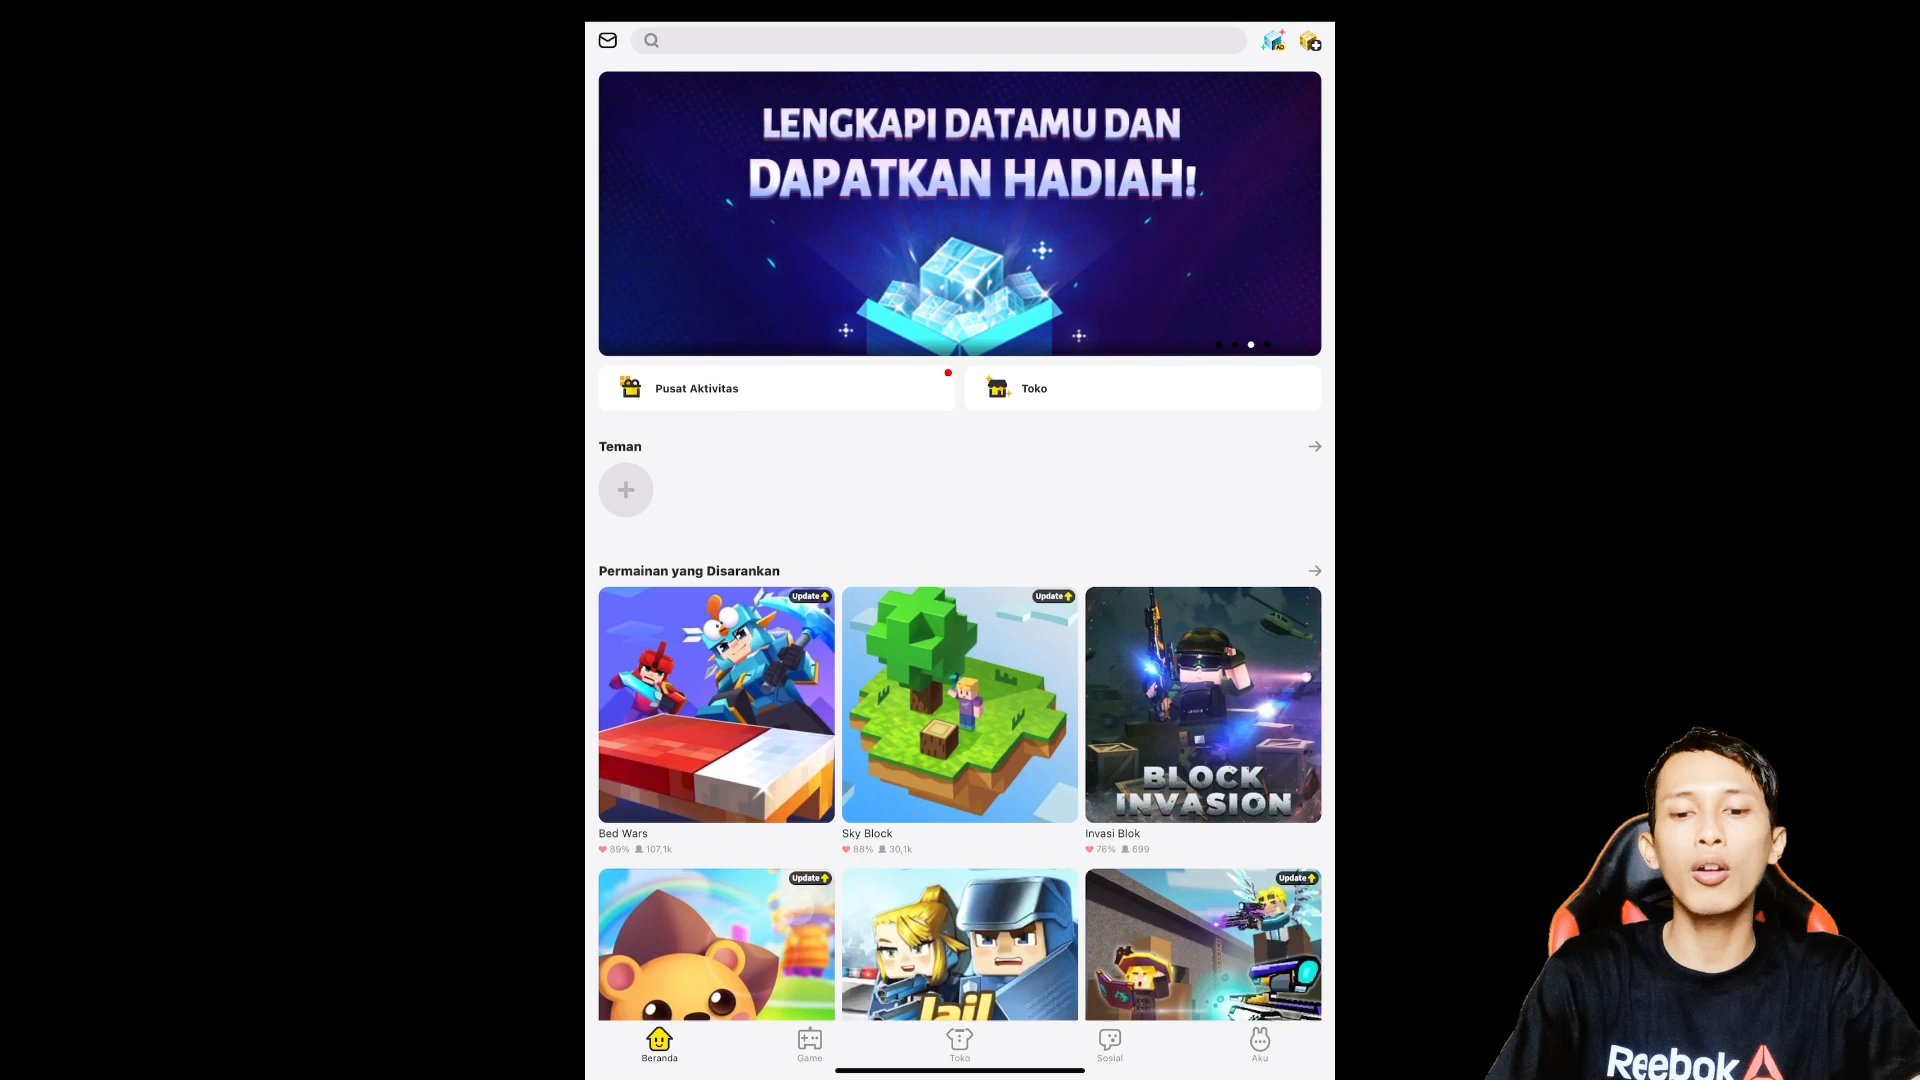 AD
LENGKAPI DATAMU DAN
DAPATKAN HADIAH!
Pusat Aktivitas
Toko
Teman
Permainan yang Disarankan
Update
Update
BLOCK
INVASION
Bed Wars
Sky Block
Invasi Blok
89% 107,1k
88% 30,1k
76% 699
Update
Update
Jail
Beranda
Game
Toko
Sosial
Aku
Reebok